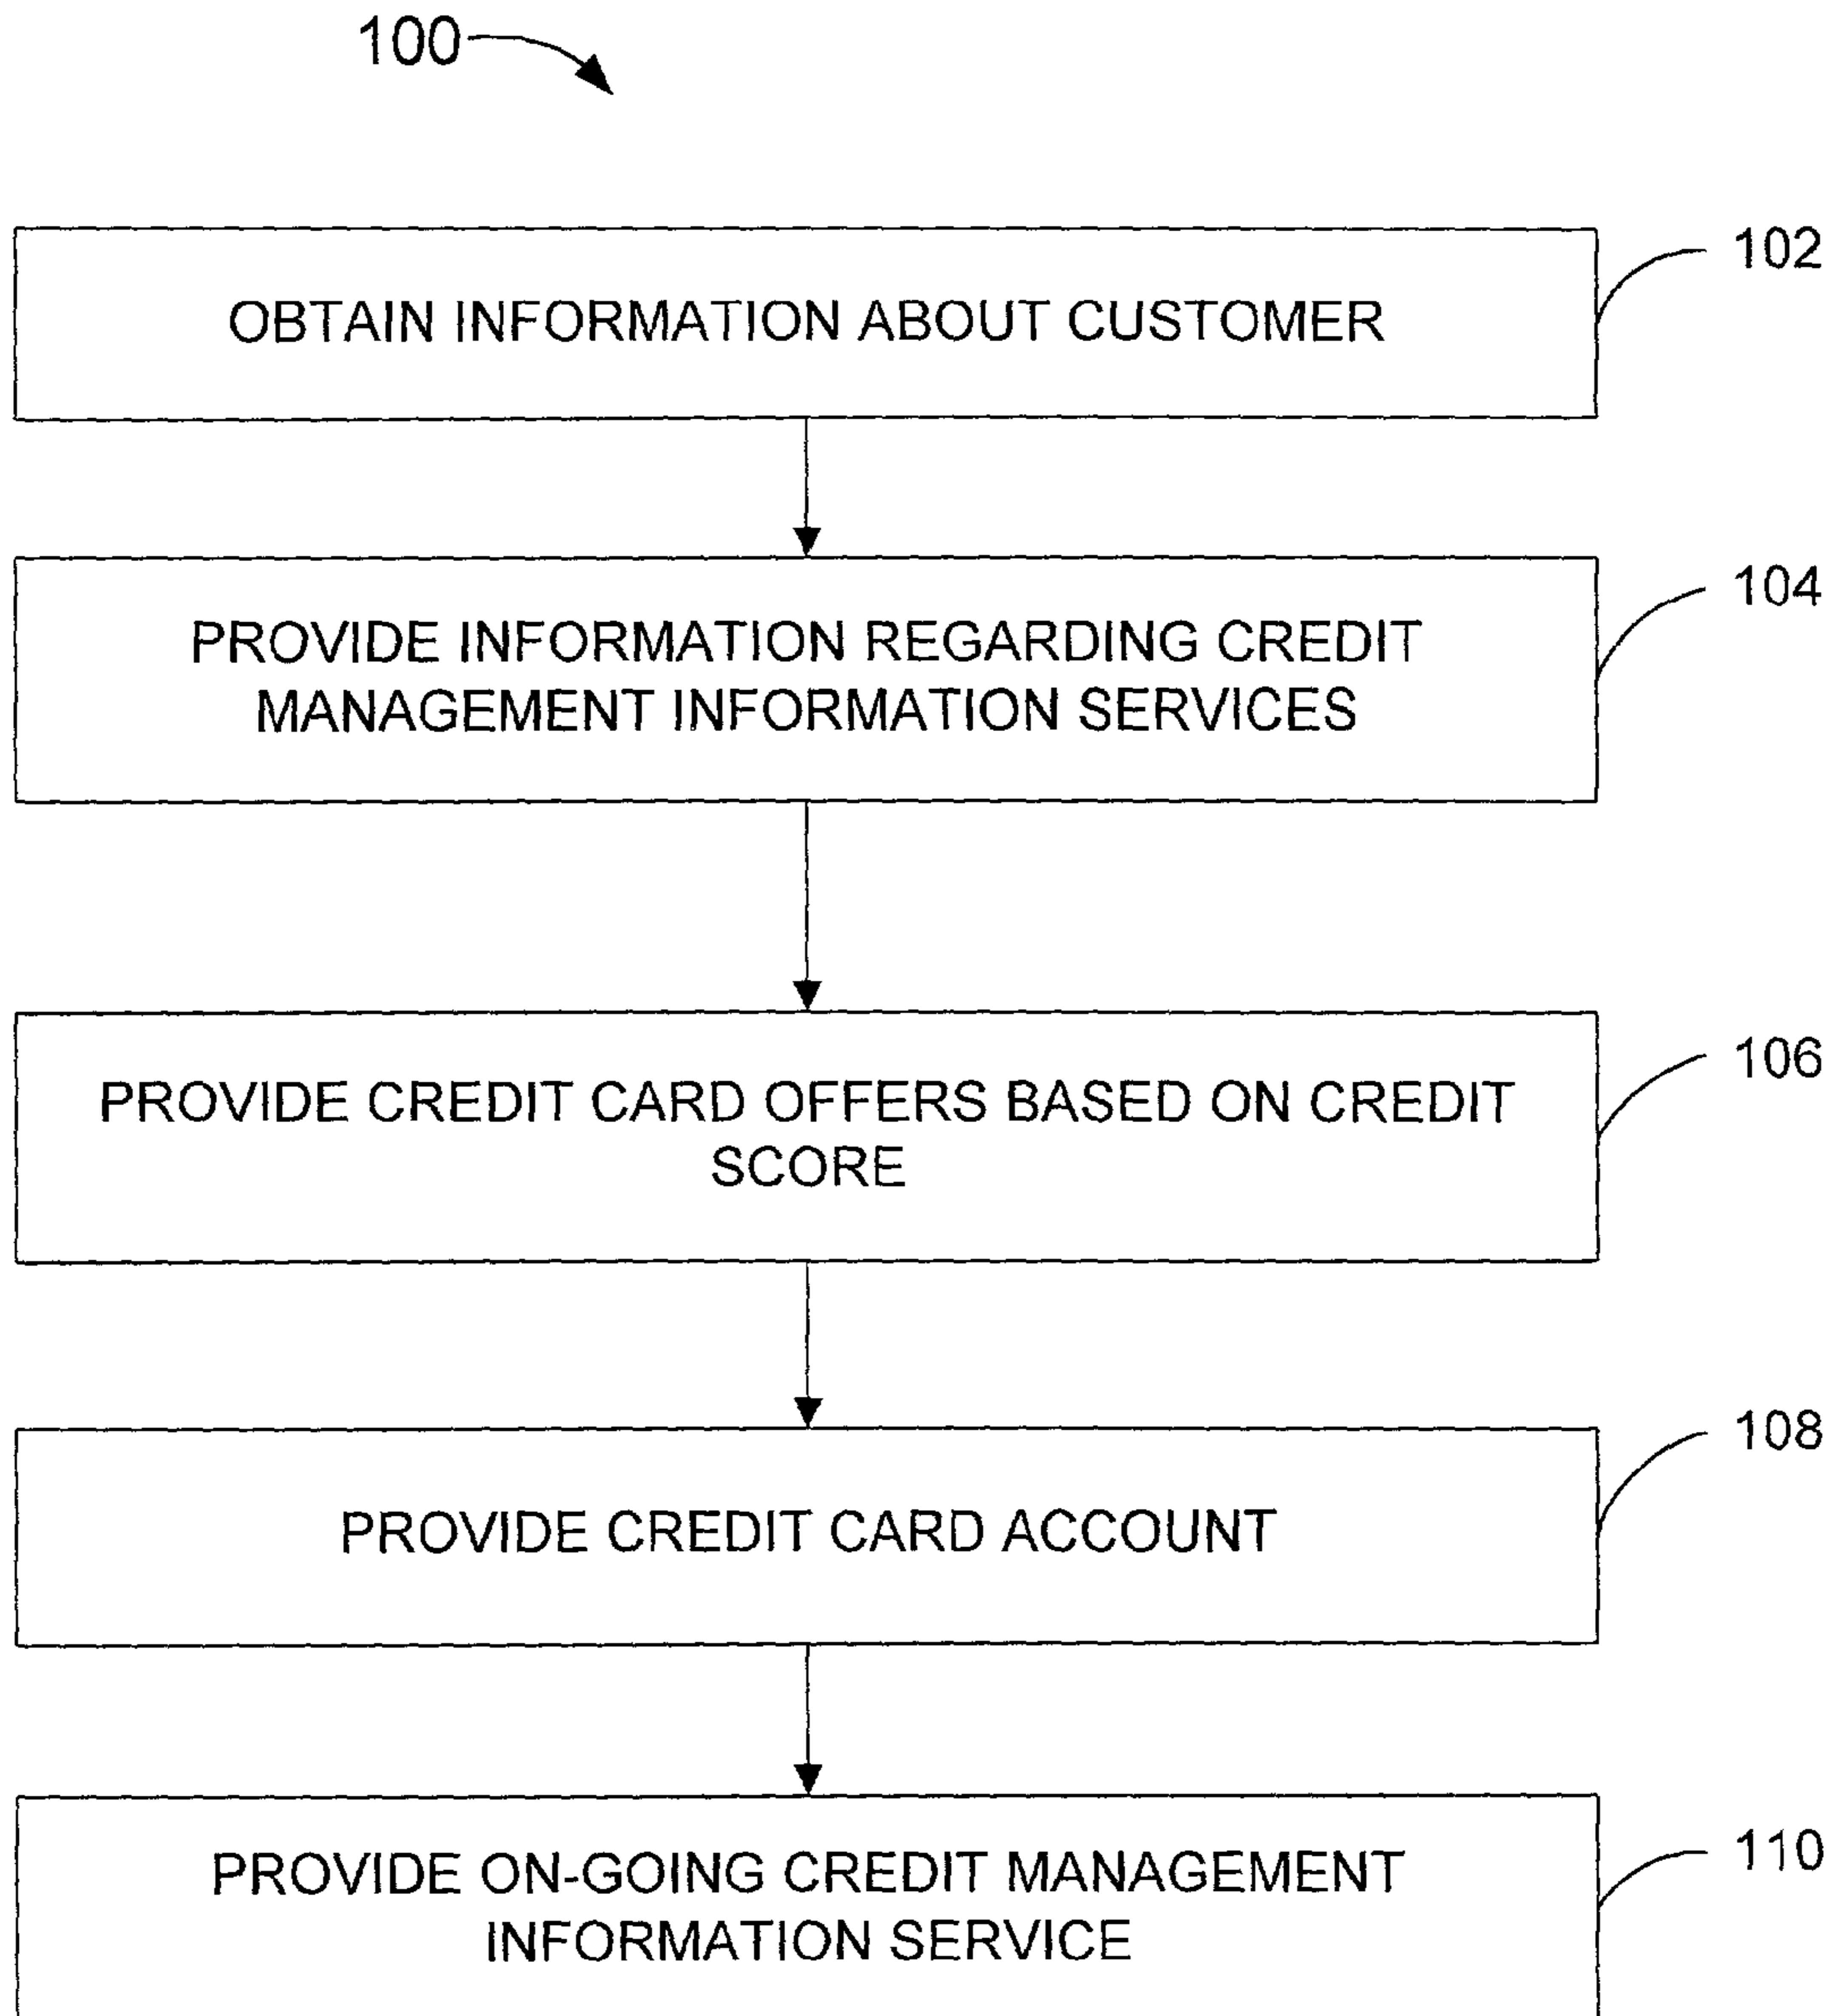 100
102
OBTAIN INFORMATION ABOUT CUSTOMER
104
PROVIDE INFORMATION REGARDING CREDIT
MANAGEMENT INFORMATION SERVICES
106
PROVIDE CREDIT CARD OFFERS BASED ON CREDIT
SCORE
108
PROVIDE CREDIT CARD ACCOUNT
110
PROVIDE ON-GOING CREDIT MANAGEMENT
INFORMATION SERVICE